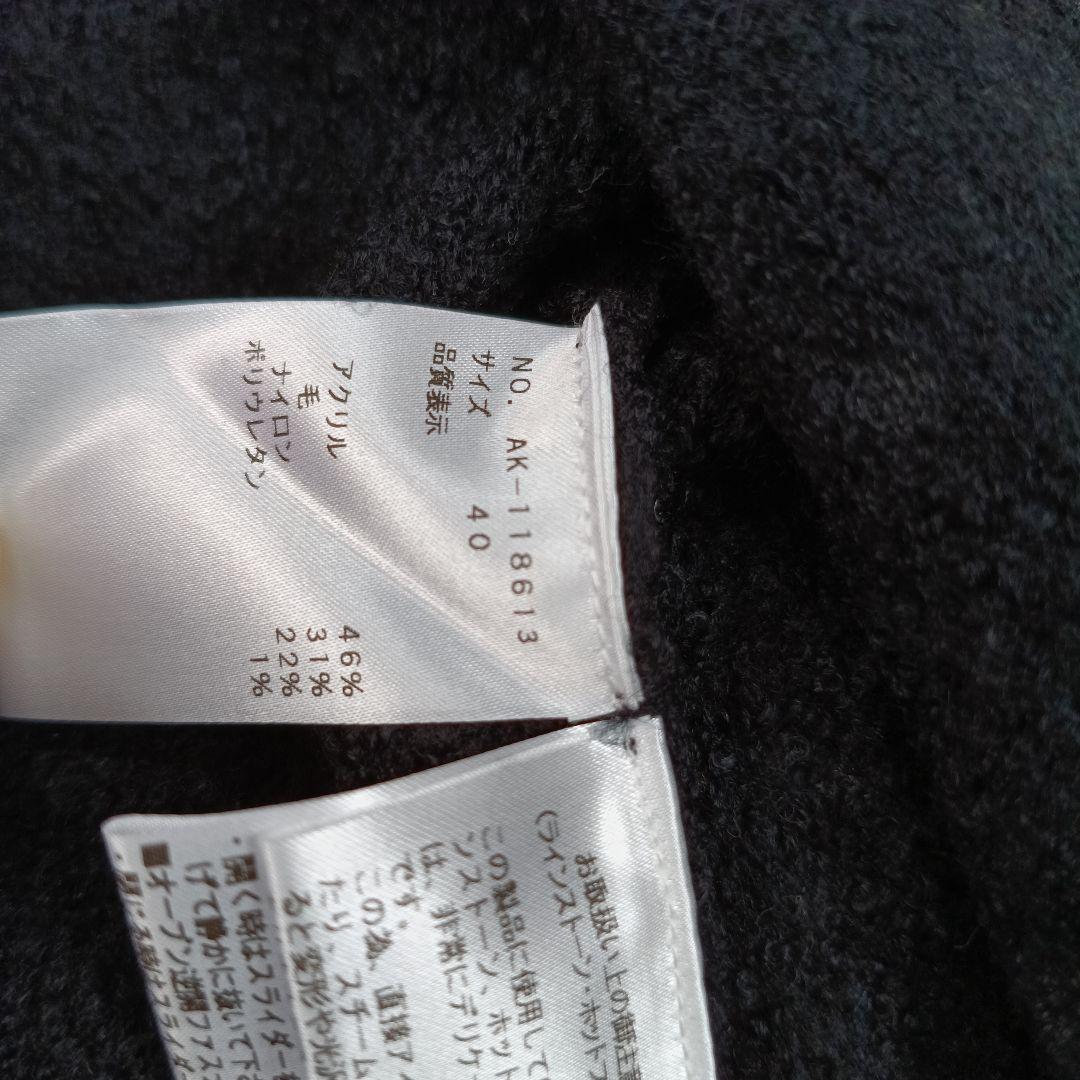 NO. AK-118613
サイズ 40
品質表示
アクリル 46%
毛 31%
ナイロン 22%
ポリウレタン 1%
お取扱い上の御注意
(ラインストーン・ホット
この製品に使用して
ンストーン、ホット
は、非常にデリケ
です。
この為、直接ア
たり、スチーム
ると変形や光
■オープン逆開ファス
・開く時はスライダー
げて静かに抜いて下